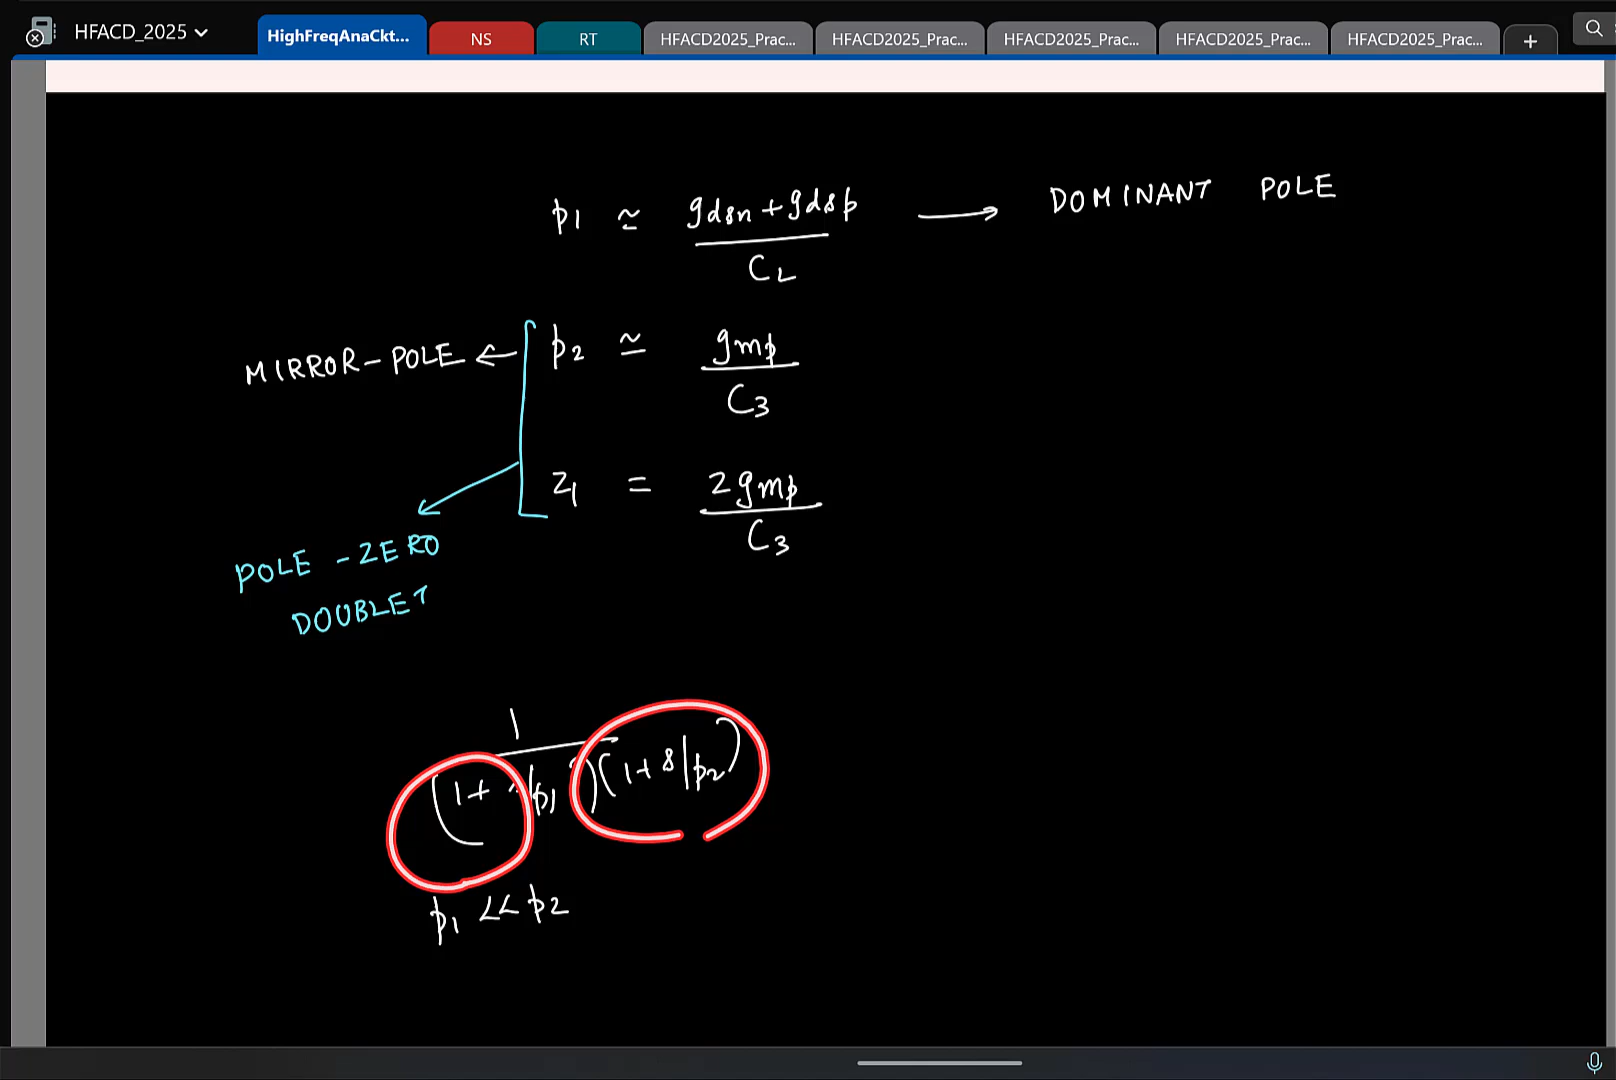 HFACD_2025
HighFreqAnaCkt...
NS
RT
HFACD2025_Prac...
HFACD2025_Prac...
HFACD2025_Prac...
HFACD2025_Prac...
HFACD2025_Prac...
+
p1 ≃ gdsn + gdsp / CL → DOMINANT POLE
MIRROR-POLE ← p2 ≃ gmp / C3
z1 = 2gmp / C3
POLE - ZERO
DOUBLET
1
(1 + s/p1)(1 + s/p2)
p1 << p2